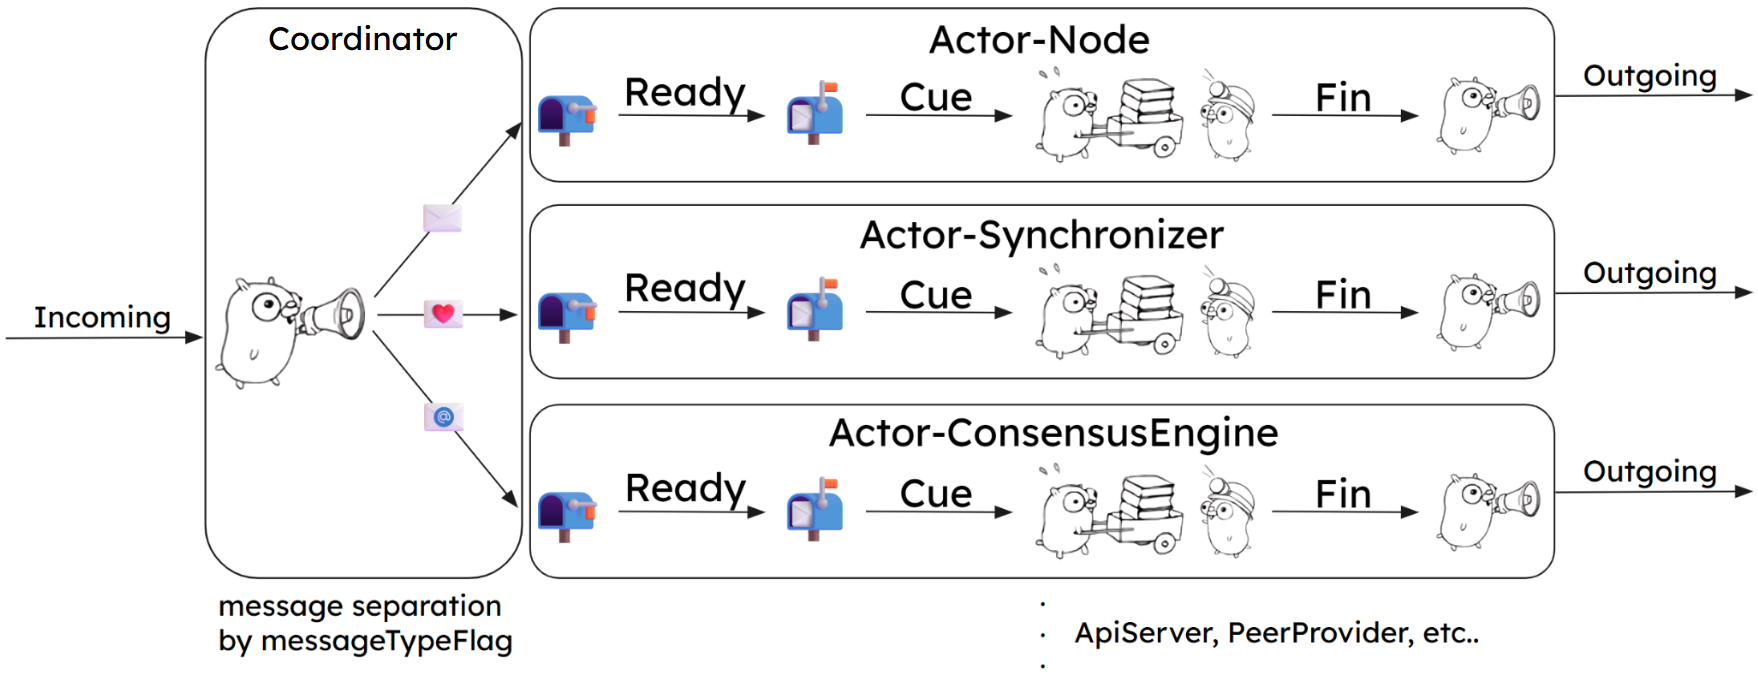 Coordinator
Incoming
message separation
by messageTypeFlag
Actor-Node
Ready
Cue
Fin
Outgoing
Actor-Synchronizer
Ready
Cue
Fin
Outgoing
Actor-ConsensusEngine
Ready
Cue
Fin
Outgoing
ApiServer, PeerProvider, etc..